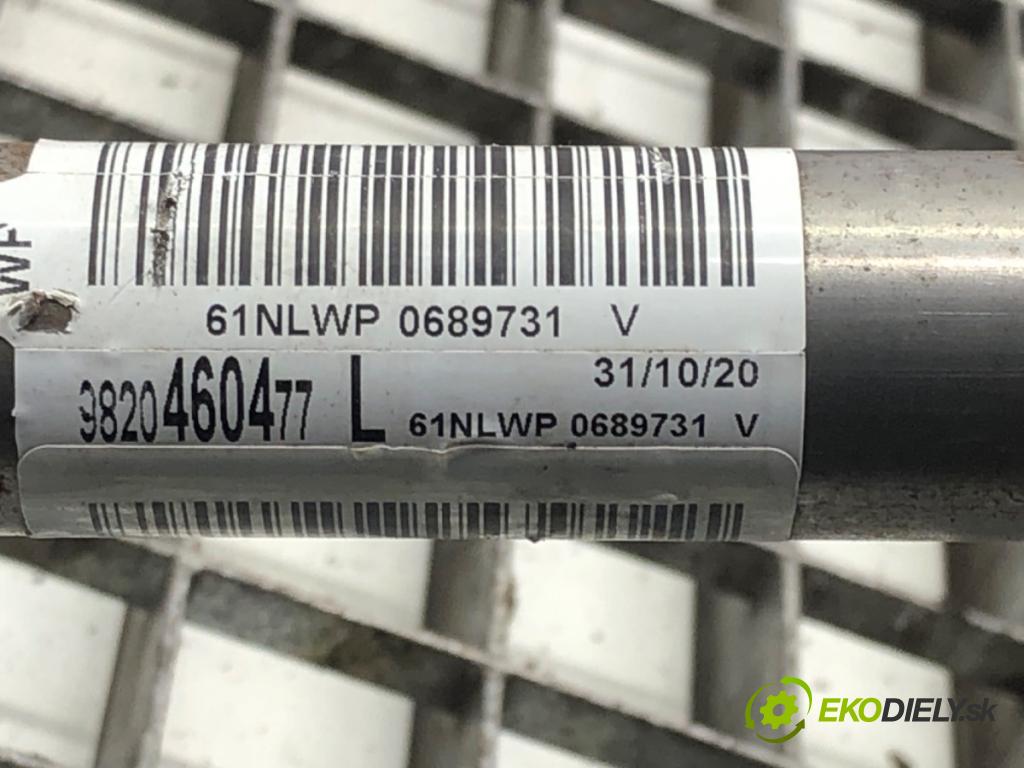 61NLWP 0689731 V
31/10/20
9820460477 L 61NLWP 0689731 V
EKODIELY.sk